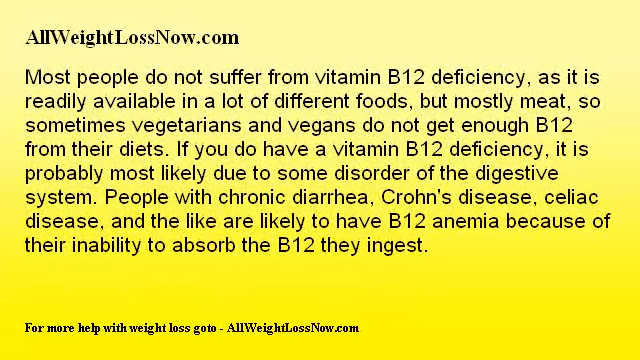 AllWeightLossNow.com
Most people do not suffer from vitamin B12 deficiency, as it is
readily available in a lot of different foods, but mostly meat, so
sometimes vegetarians and vegans do not get enough B12
from their diets. If you do have a vitamin B12 deficiency, it is
probably most likely due to some disorder of the digestive
system. People with chronic diarrhea, Crohn's disease, celiac
disease, and the like are likely to have B12 anemia because of
their inability to absorb the B12 they ingest.
For more help with weight loss goto - AllWeightLossNow.com